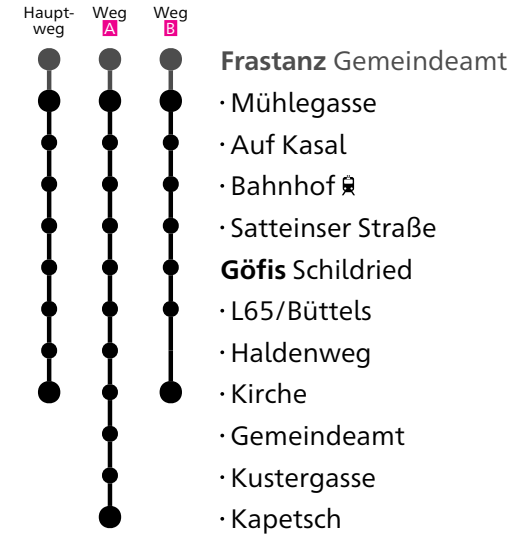 Haupt-
weg
Weg
A
Weg
B
Frastanz Gemeindeamt
· Mühlegasse
· Auf Kasal
· Bahnhof
· Satteinser Straße
Göfis Schildried
· L65/Büttels
· Haldenweg
· Kirche
· Gemeindeamt
· Kustergasse
· Kapetsch